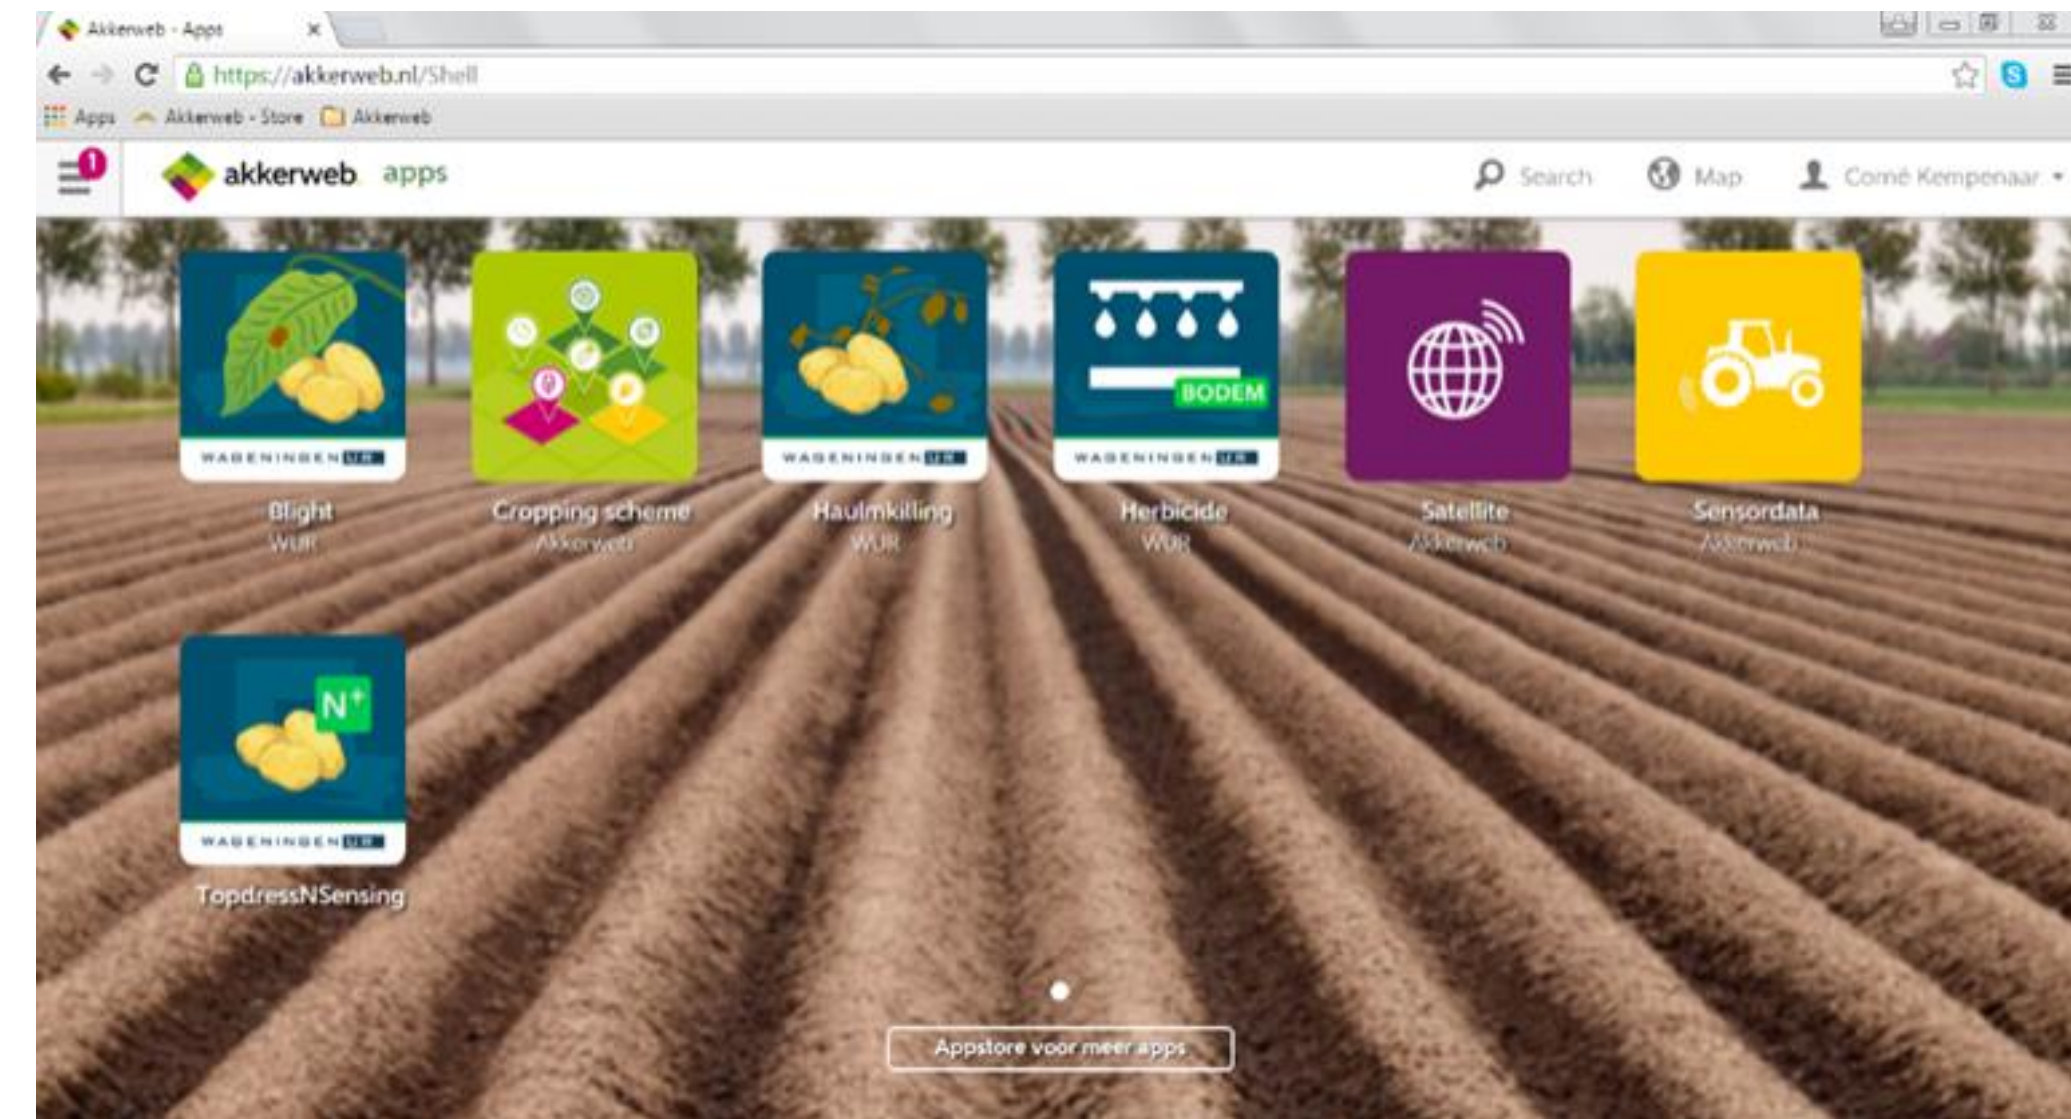 Akkerweb - Apps
https://akkerweb.nl/Shell
Apps Akkerweb - Store Akkerweb
1
akkerweb apps Search Map Corné Kempenaar
BODEM
WAGENINGEN UR WAGENINGEN UR WAGENINGEN UR
Blight Cropping scheme Haulmkilling Herbicide Satellite Sensordata
WUR Akkerweb WUR WUR Akkerweb Akkerweb
N+
WAGENINGEN UR
TopdressNSensing
Appstore voor meer apps